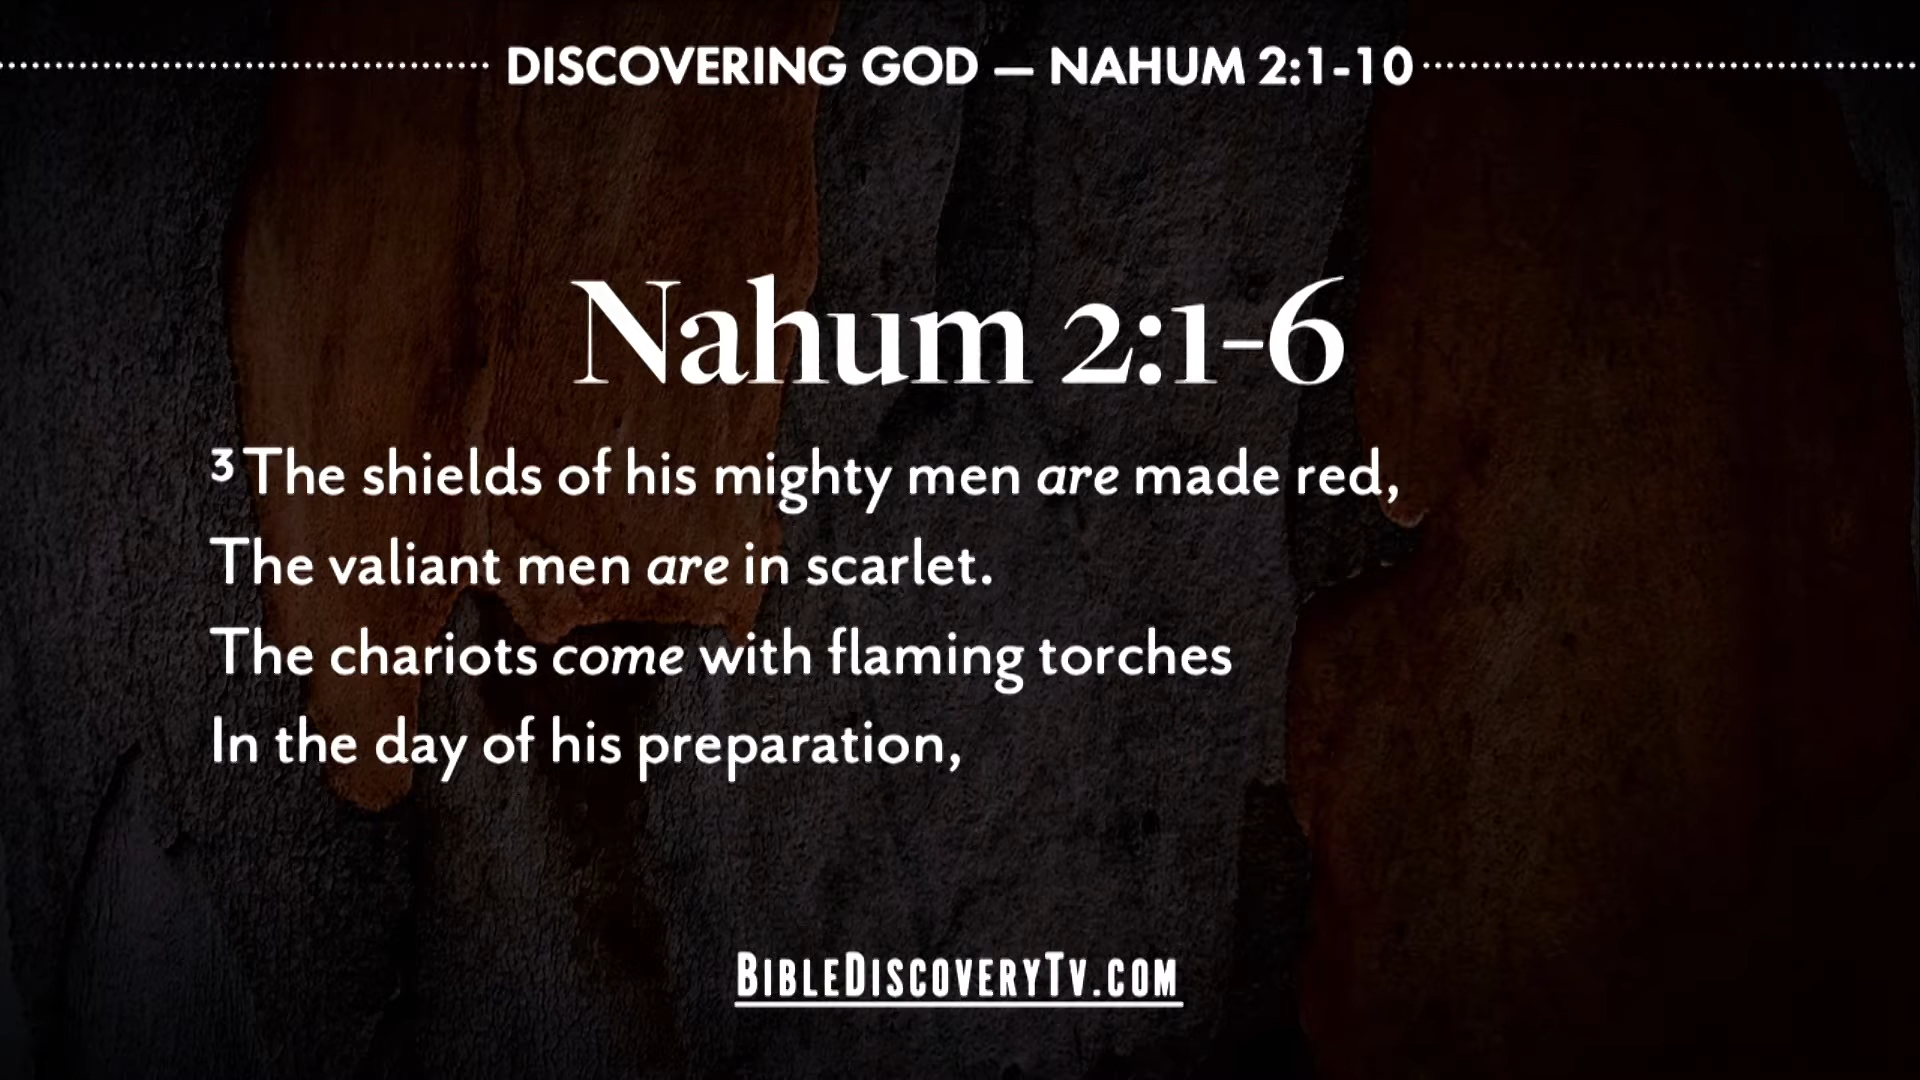 DISCOVERING GOD — NAHUM 2:1-10
Nahum 2:1-6
3 The shields of his mighty men are made red,
The valiant men are in scarlet.
The chariots come with flaming torches
In the day of his preparation,
BIBLEDISCOVERYTV.COM